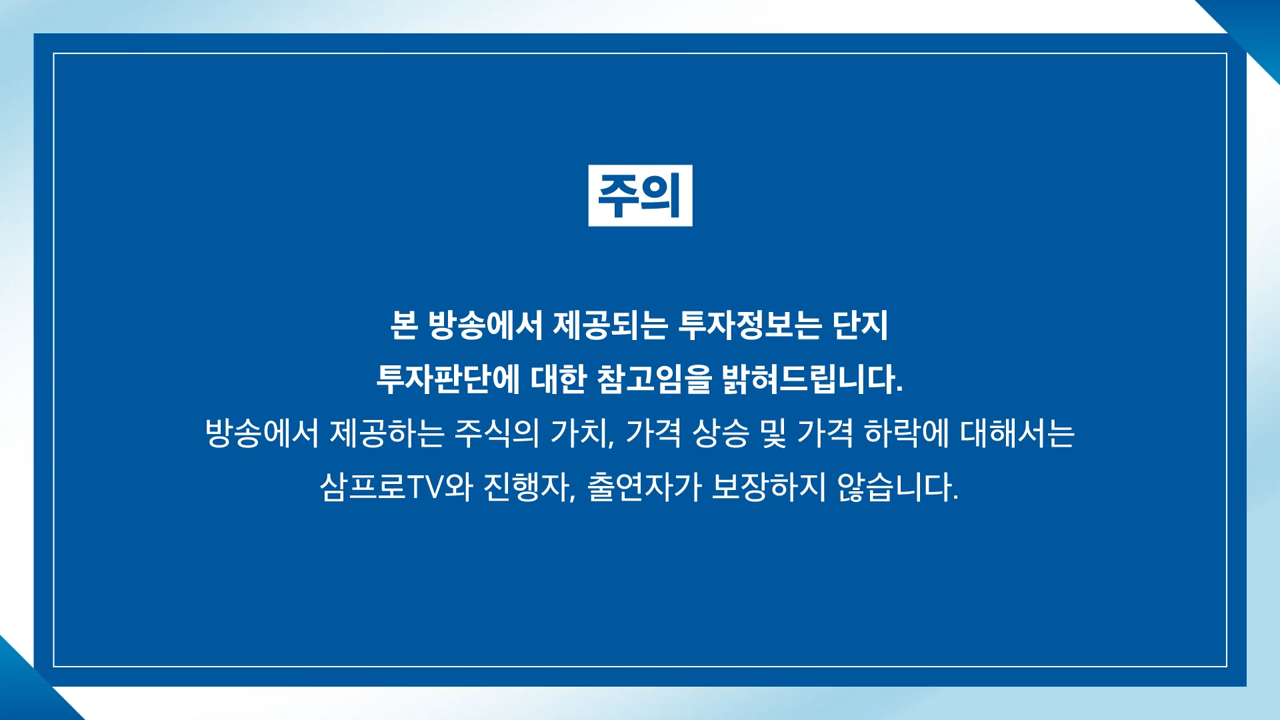 주의
본 방송에서 제공되는 투자정보는 단지
투자판단에 대한 참고임을 밝혀드립니다.
방송에서 제공하는 주식의 가치, 가격 상승 및 가격 하락에 대해서는
삼프로TV와 진행자, 출연자가 보장하지 않습니다.